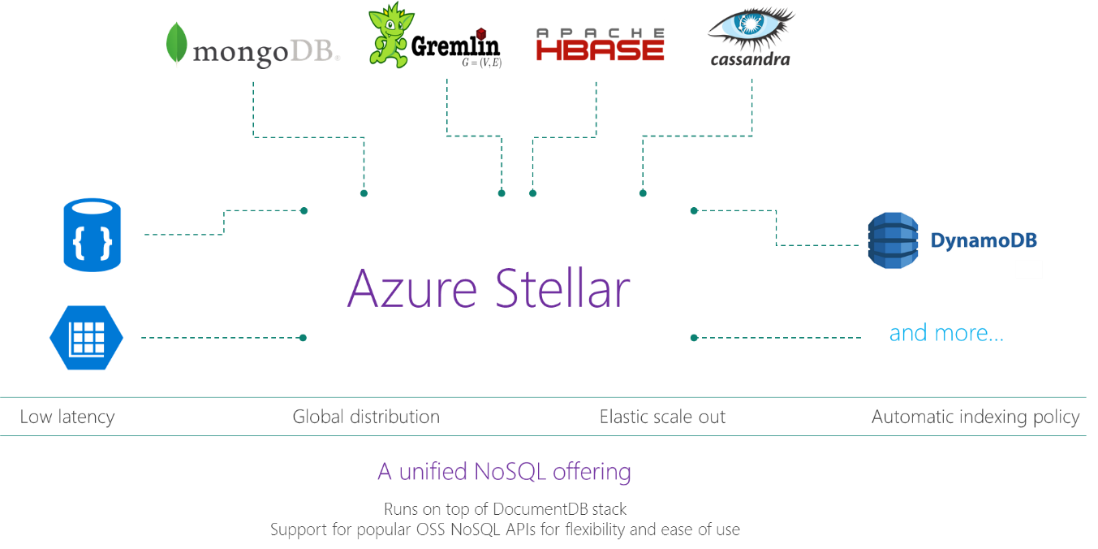 mongoDB®
Gremlin
G = (V, E)
APACHE
HBASE
cassandra
{ }
DynamoDB
Azure Stellar
and more...
Low latency
Global distribution
Elastic scale out
Automatic indexing policy
A unified NoSQL offering
Runs on top of DocumentDB stack
Support for popular OSS NoSQL APIs for flexibility and ease of use